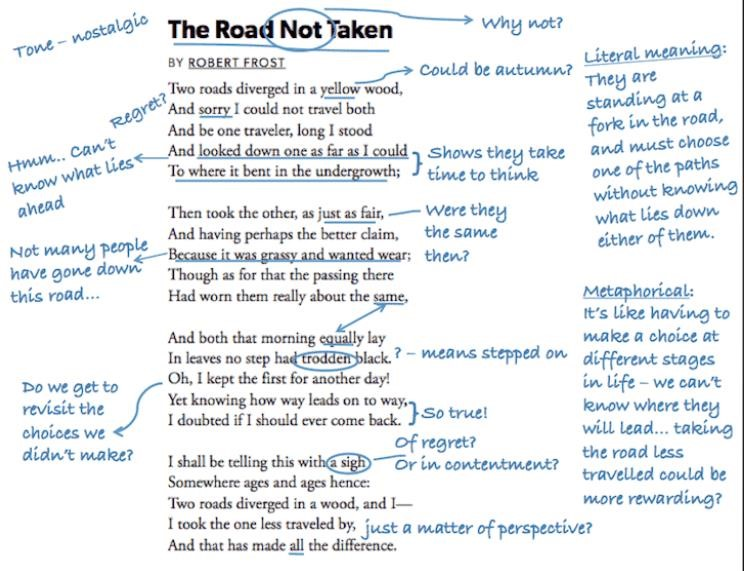 Tone – nostalgic
The Road Not Taken
Why not?
BY ROBERT FROST
Two roads diverged in a yellow wood,
Could be autumn?
Regret?
And sorry I could not travel both
And be one traveler, long I stood
And looked down one as far as I could
To where it bent in the undergrowth;
Hmm.. Can't
know what lies
ahead
Shows they take
time to think
Then took the other, as just as fair,
And having perhaps the better claim,
Because it was grassy and wanted wear;
Though as for that the passing there
Had worn them really about the same,
Were they
the same
then?
Not many people
have gone down
this road...
And both that morning equally lay
In leaves no step had trodden black.
? – means stepped on
Oh, I kept the first for another day!
Yet knowing how way leads on to way,
I doubted if I should ever come back.
So true!
Do we get to
revisit the
choices we
didn't make?
I shall be telling this with a sigh
Of regret?
Or in contentment?
Somewhere ages and ages hence:
Two roads diverged in a wood, and I—
I took the one less traveled by,
just a matter of perspective?
And that has made all the difference.
Literal meaning:
They are
standing at a
fork in the road,
and must choose
one of the paths
without knowing
what lies down
either of them.
Metaphorical:
It's like having to
make a choice at
different stages
in life – we can't
know where they
will lead... taking
the road less
travelled could be
more rewarding?